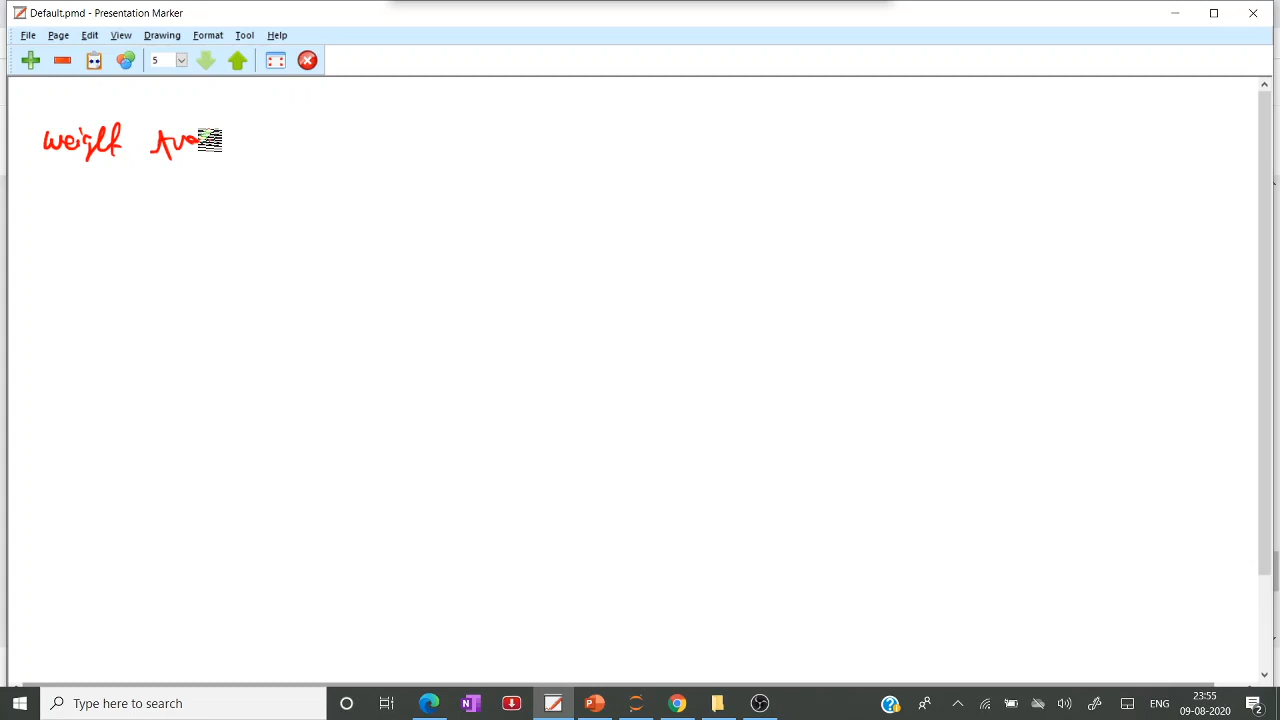 Default.pmd - Presentation Marker
File Page Edit View Drawing Format Tool Help
5
weight
Type here to search
ENG
23:55
09-08-2020
2